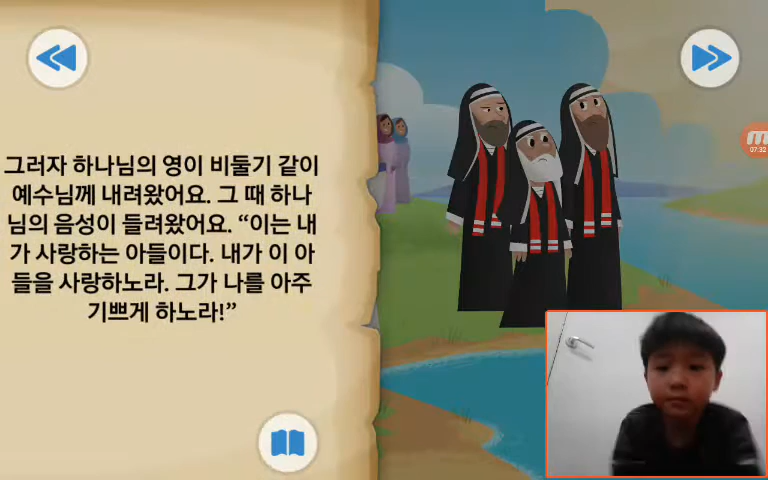 그러자 하나님의 영이 비둘기 같이
예수님께 내려왔어요. 그 때 하나
님의 음성이 들려왔어요. “이는 내
가 사랑하는 아들이다. 내가 이 아
들을 사랑하노라. 그가 나를 아주
기쁘게 하노라!”
07:32